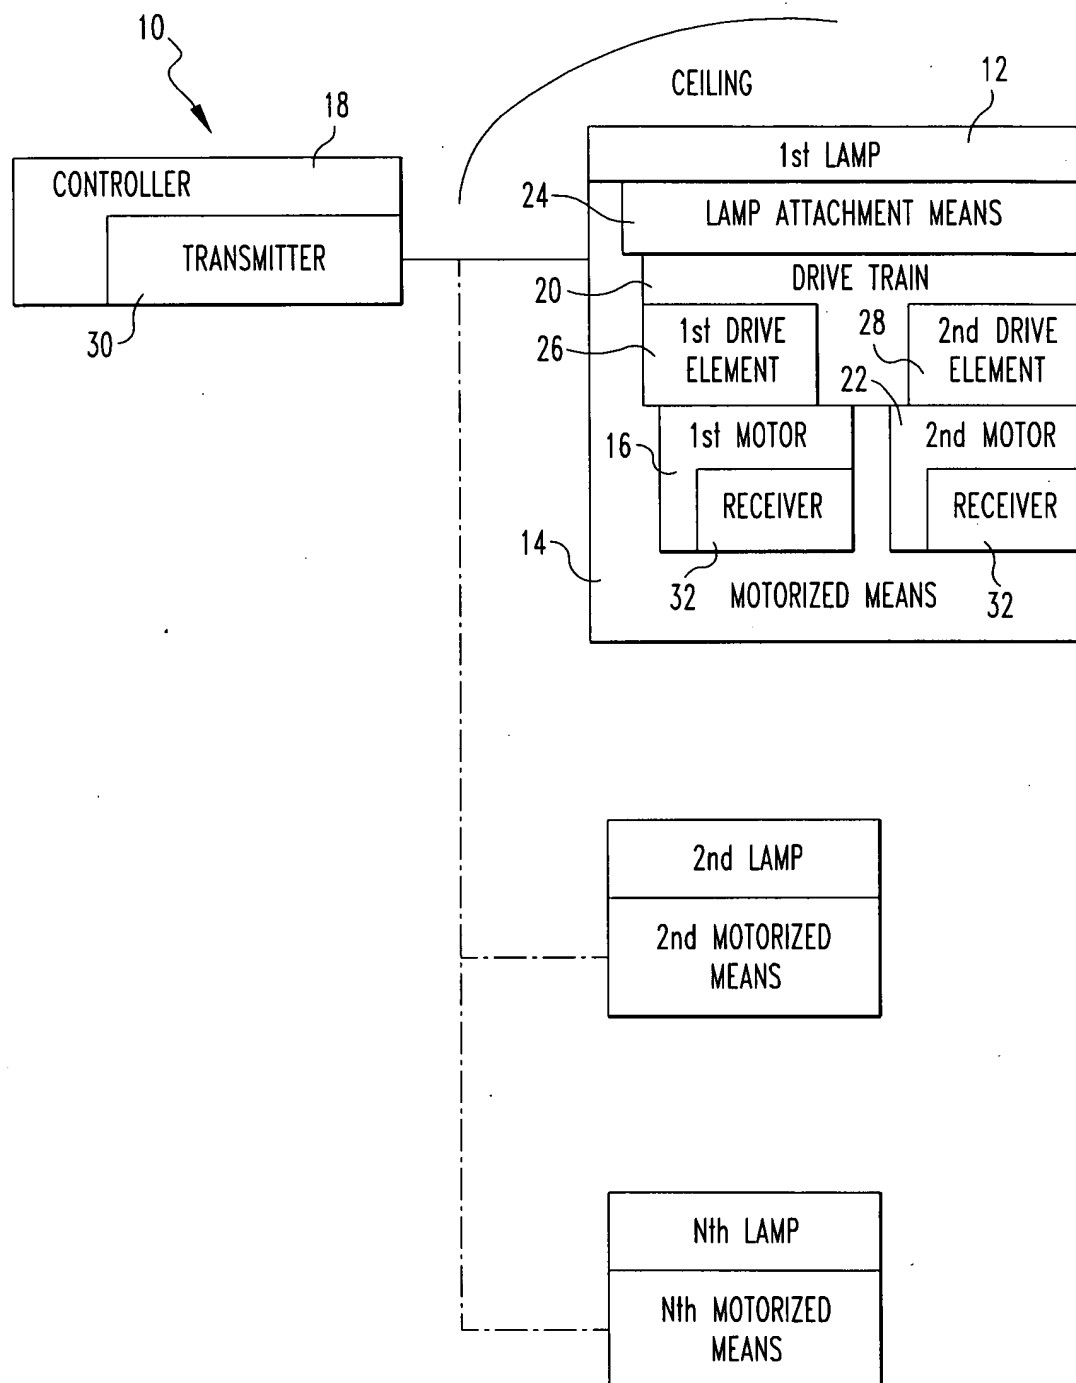 10
18
CONTROLLER
TRANSMITTER
30
CEILING
12
1st LAMP
24
LAMP ATTACHMENT MEANS
20
DRIVE TRAIN
26
1st DRIVE
ELEMENT
28
2nd DRIVE
ELEMENT
22
16
1st MOTOR
2nd MOTOR
RECEIVER
RECEIVER
14
32
MOTORIZED MEANS
32
2nd LAMP
2nd MOTORIZED
MEANS
Nth LAMP
Nth MOTORIZED
MEANS